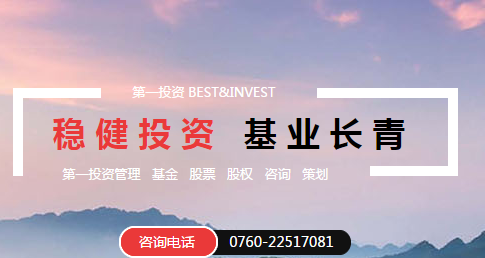 第一投资 BEST&INVEST
稳健投资 基业长青
第一投资管理 基金 股票 股权 咨询 策划
咨询电话 0760-22517081